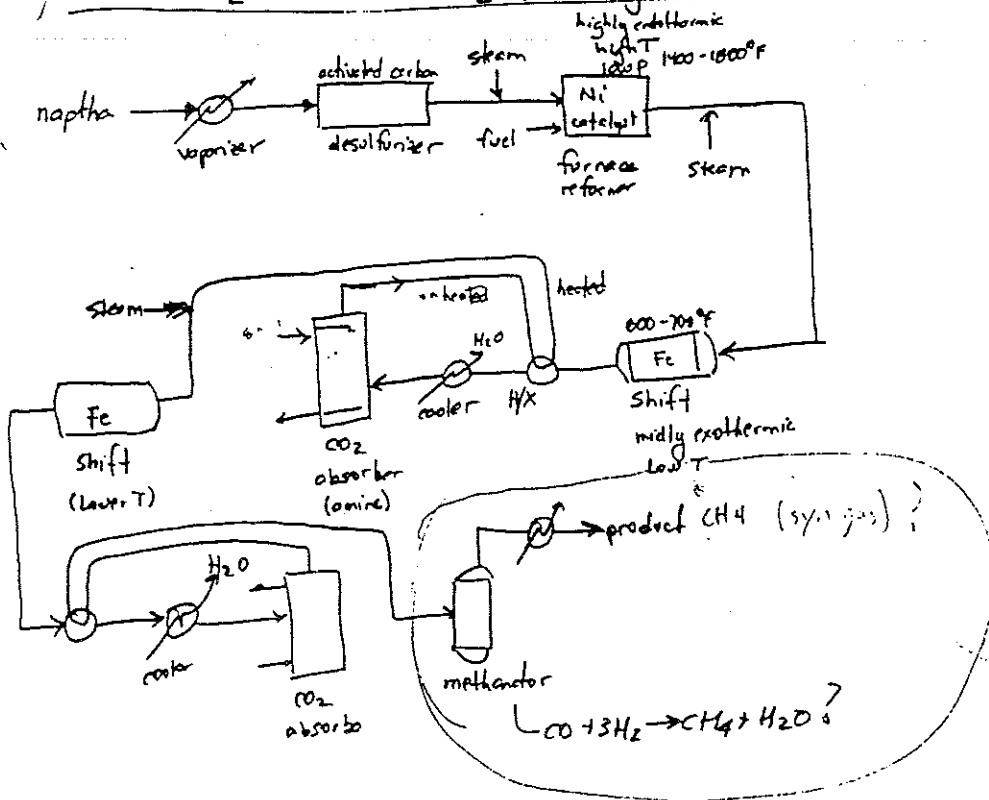 highly endothermic
high T
low P 1400-1800°F
steam
activated carbon
naptha
Ni
catalyst
vaporizer
desulfurizer
fuel
furnace
reformer
steam
steam
unheated
heated
600-700°F
H₂O
Fe
cooler
H/X
Shift
midly exothermic
Low T
Fe
Shift
(Lower T)
CO₂
absorber
(amine)
product CH4 (syn gas) ?
H₂O
cooler
CO₂
absorbe
methanator
CO + 3H₂ → CH₄ + H₂O ?